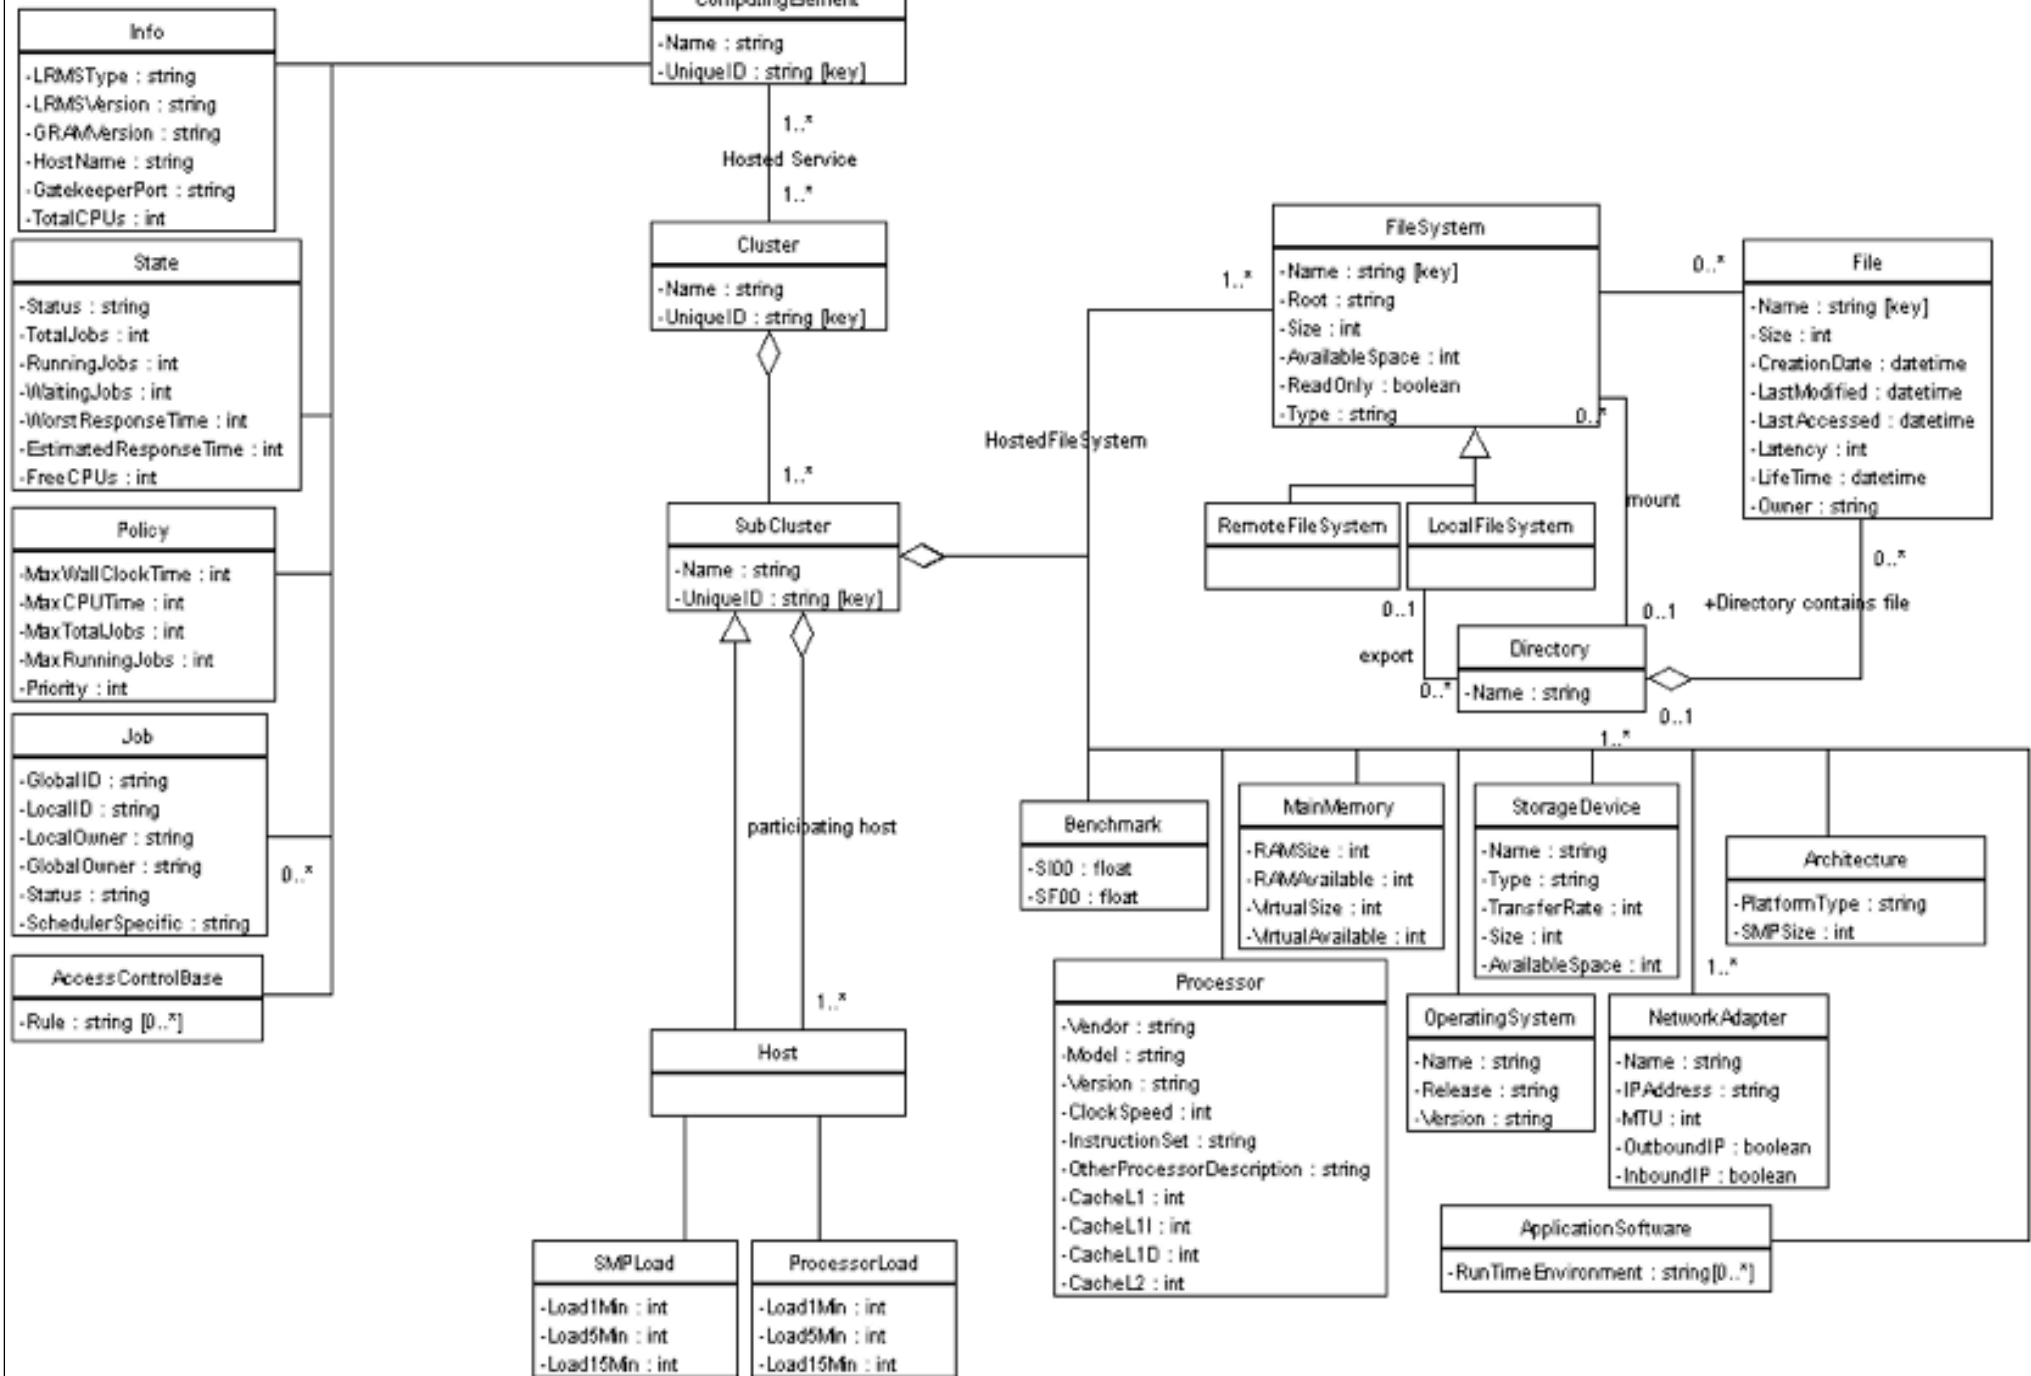 ComputingElement
-Name : string
-UniqueID : string [key]
Info
-LRMSType : string
-LRMSVersion : string
-GRAMVersion : string
-HostName : string
-GatekeeperPort : string
-TotalCPUs : int
State
-Status : string
-TotalJobs : int
-RunningJobs : int
-WaitingJobs : int
-WorstResponseTime : int
-EstimatedResponseTime : int
-FreeCPUs : int
Policy
-MaxWallClockTime : int
-MaxCPUTime : int
-MaxTotalJobs : int
-MaxRunningJobs : int
-Priority : int
Job
-GlobalID : string
-LocalID : string
-LocalOwner : string
-GlobalOwner : string
-Status : string
-SchedulerSpecific : string
0..*
AccessControlBase
-Rule : string [0..*]
1..*
Hosted Service
1..*
Cluster
-Name : string
-UniqueID : string [key]
1..*
SubCluster
-Name : string
-UniqueID : string [key]
participating host
1..*
Host
SMPLoad
-Load1Min : int
-Load5Min : int
-Load15Min : int
ProcessorLoad
-Load1Min : int
-Load5Min : int
-Load15Min : int
HostedFileSystem
1..*
FileSystem
-Name : string [key]
-Root : string
-Size : int
-AvailableSpace : int
-ReadOnly : boolean
-Type : string
0..*
0..*
File
-Name : string [key]
-Size : int
-CreationDate : datetime
-LastModified : datetime
-LastAccessed : datetime
-Latency : int
-LifeTime : datetime
-Owner : string
RemoteFileSystem
LocalFileSystem
mount
0..1
0..1
0..*
+Directory contains file
export
0..*
Directory
-Name : string
0..1
1..*
Benchmark
-SI00 : float
-SF00 : float
MainMemory
-RAMSize : int
-RAMAvailable : int
-VirtualSize : int
-VirtualAvailable : int
StorageDevice
-Name : string
-Type : string
-TransferRate : int
-Size : int
-AvailableSpace : int
Architecture
-PlatformType : string
-SMPSize : int
1..*
Processor
-Vendor : string
-Model : string
-Version : string
-ClockSpeed : int
-InstructionSet : string
-OtherProcessorDescription : string
-CacheL1 : int
-CacheL1I : int
-CacheL1D : int
-CacheL2 : int
OperatingSystem
-Name : string
-Release : string
-Version : string
NetworkAdapter
-Name : string
-IPAddress : string
-MTU : int
-OutboundIP : boolean
-InboundIP : boolean
ApplicationSoftware
-RunTimeEnvironment : string[0..*]